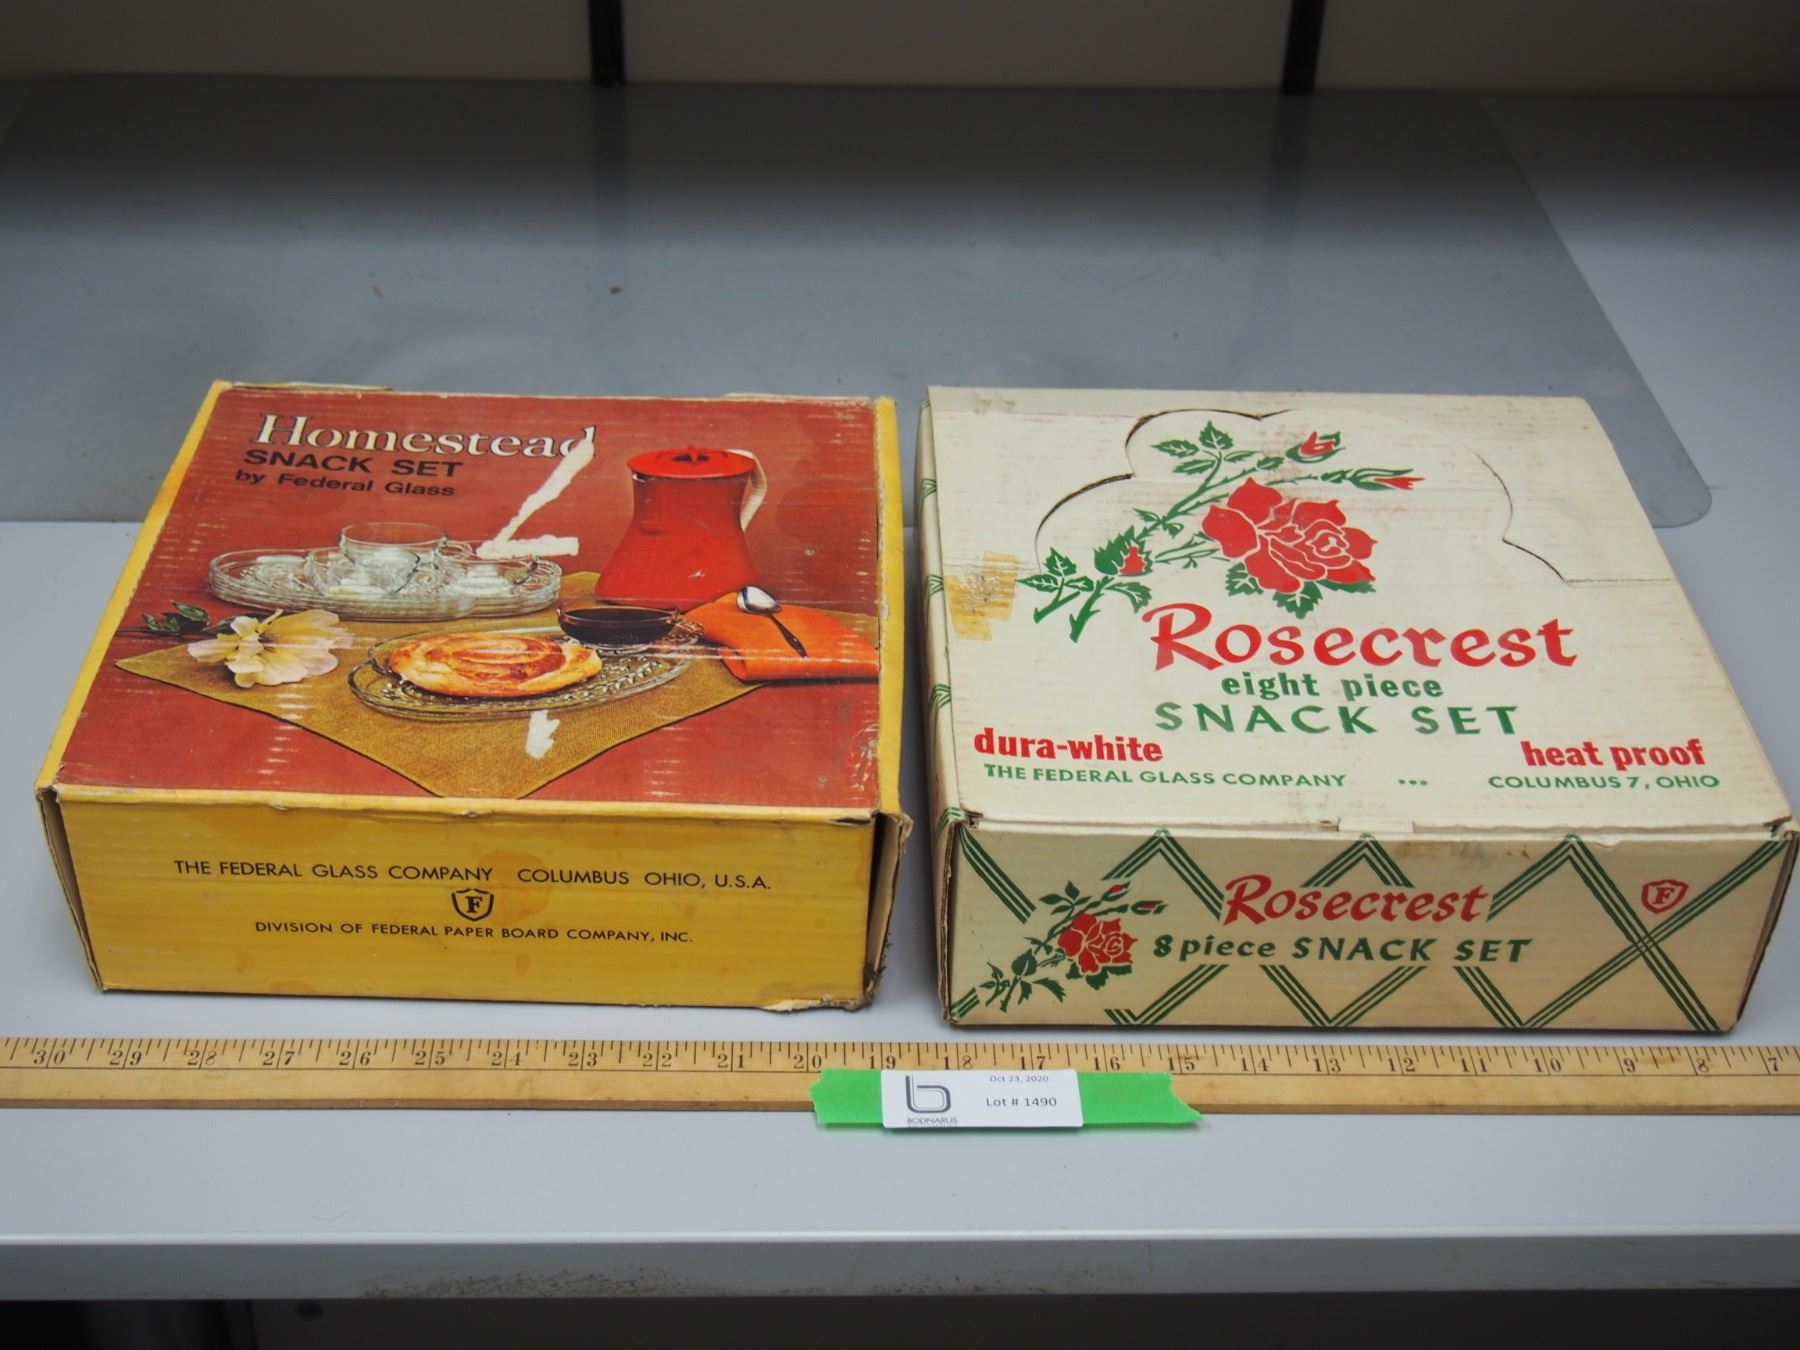 Homestead
SNACK SET
by Federal Glass
THE FEDERAL GLASS COMPANY COLUMBUS OHIO, U.S.A.
F
DIVISION OF FEDERAL PAPER BOARD COMPANY, INC.
Rosecrest
eight piece
SNACK SET
dura-white heat proof
THE FEDERAL GLASS COMPANY ... COLUMBUS 7, OHIO
Rosecrest
F
8 piece SNACK SET
30 29 28 27 26 25 24 23 22 21 20 19 18 17 16 15 14 13 12 11 10 9 8 7
b
Oct 23, 2020
Lot # 1490
BODNARUS